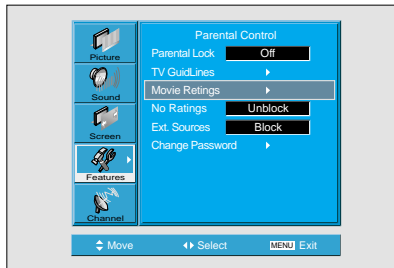 Parental Control
Picture
Parental Lock Off
TV GuidLines
Sound
Movie Retings
No Ratings Unblock
Screen
Ext. Sources Block
Change Password
Features
Channel
Move Select MENU Exit